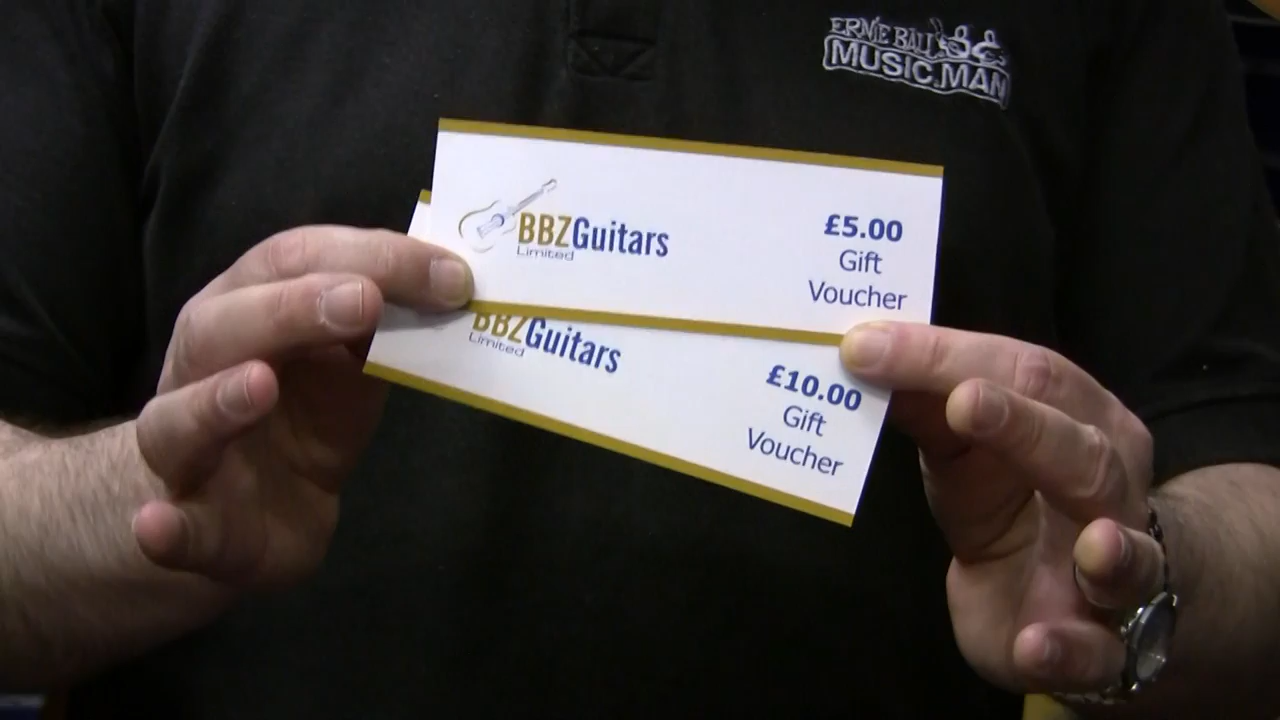 ERNIE BALL
MUSIC MAN
BBZGuitars
Limited
£5.00
Gift
Voucher
BBZGuitars
Limited
£10.00
Gift
Voucher